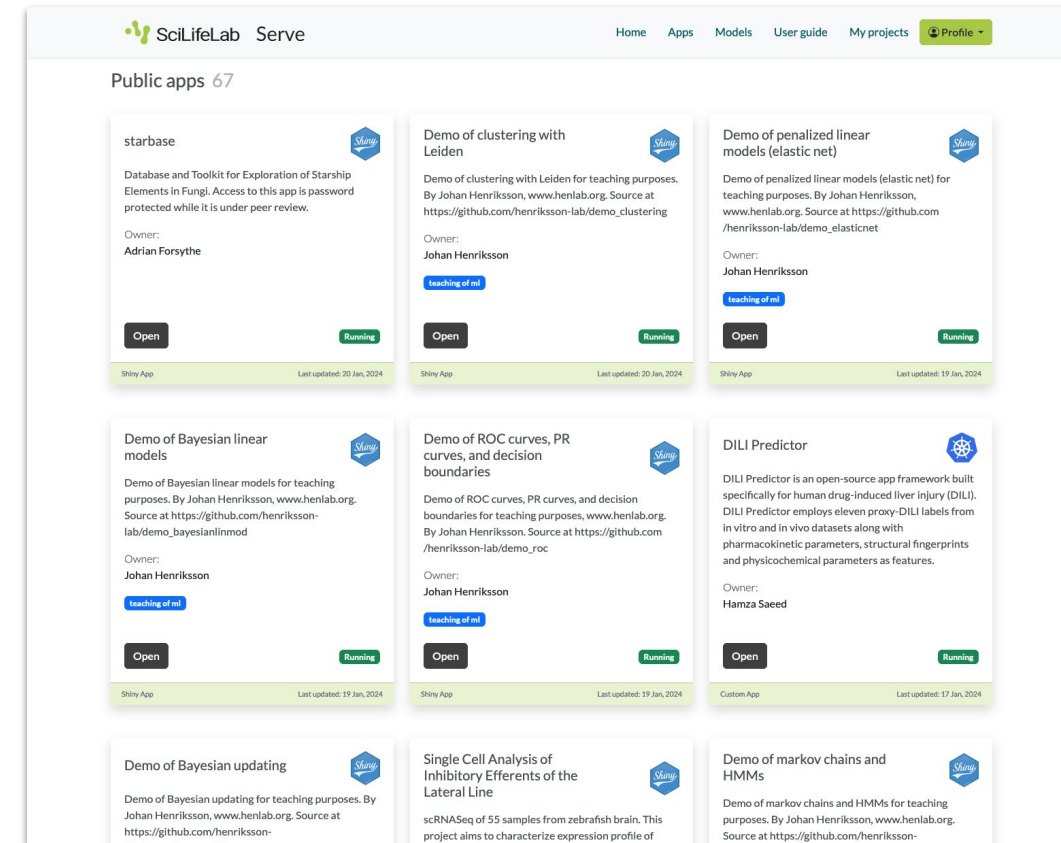 SciLifeLab Serve
Home Apps Models User guide My projects Profile
Public apps 67
starbase
Shiny
Database and Toolkit for Exploration of Starship
Elements in Fungi. Access to this app is password
protected while it is under peer review.
Owner:
Adrian Forsythe
Open
Running
Shiny App
Last updated: 20 Jan, 2024
Demo of clustering with
Leiden
Shiny
Demo of clustering with Leiden for teaching purposes.
By Johan Henriksson, www.henlab.org. Source at
https://github.com/henriksson-lab/demo_clustering
Owner:
Johan Henriksson
teaching of ml
Open
Running
Shiny App
Last updated: 20 Jan, 2024
Demo of penalized linear
models (elastic net)
Shiny
Demo of penalized linear models (elastic net) for
teaching purposes. By Johan Henriksson,
www.henlab.org. Source at https://github.com
/henriksson-lab/demo_elasticnet
Owner:
Johan Henriksson
teaching of ml
Open
Running
Shiny App
Last updated: 19 Jan, 2024
Demo of Bayesian linear
models
Shiny
Demo of Bayesian linear models for teaching
purposes. By Johan Henriksson, www.henlab.org.
Source at https://github.com/henriksson-
lab/demo_bayesianlinmod
Owner:
Johan Henriksson
teaching of ml
Open
Running
Shiny App
Last updated: 19 Jan, 2024
Demo of ROC curves, PR
curves, and decision
boundaries
Shiny
Demo of ROC curves, PR curves, and decision
boundaries for teaching purposes, www.henlab.org.
By Johan Henriksson. Source at https://github.com
/henriksson-lab/demo_roc
Owner:
Johan Henriksson
teaching of ml
Open
Running
Shiny App
Last updated: 19 Jan, 2024
DILI Predictor
DILI Predictor is an open-source app framework built
specifically for human drug-induced liver injury (DILI).
DILI Predictor employs eleven proxy-DILI labels from
in vitro and in vivo datasets along with
pharmacokinetic parameters, structural fingerprints
and physicochemical parameters as features.
Owner:
Hamza Saeed
Open
Running
Custom App
Last updated: 17 Jan, 2024
Demo of Bayesian updating
Shiny
Demo of Bayesian updating for teaching purposes. By
Johan Henriksson, www.henlab.org. Source at
https://github.com/henriksson-
Single Cell Analysis of
Inhibitory Efferents of the
Lateral Line
Shiny
scRNASeq of 55 samples from zebrafish brain. This
project aims to characterize expression profile of
Demo of markov chains and
HMMs
Shiny
Demo of markov chains and HMMs for teaching
purposes. By Johan Henriksson, www.henlab.org.
Source at https://github.com/henriksson-